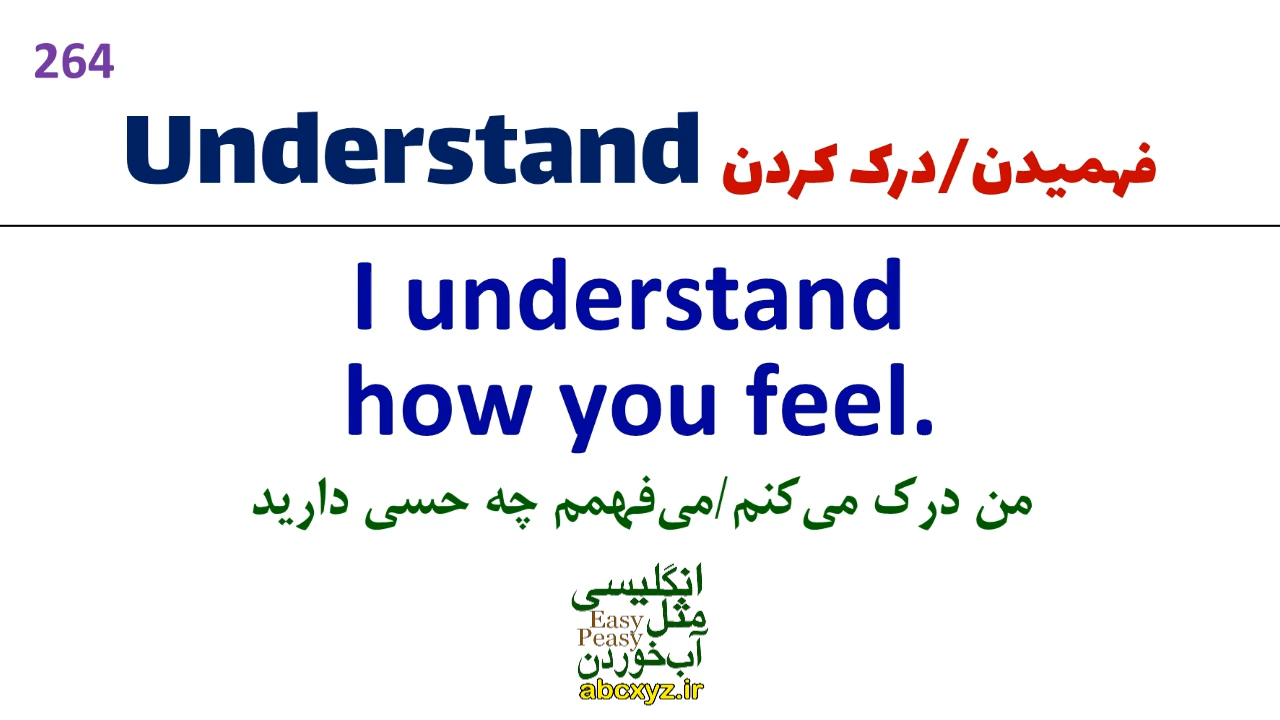 264
Understand فهمیدن/درک کردن
I understand
how you feel.
من درک می‌کنم/می‌فهمم چه حسی دارید
انگلیسی
مثل Easy
Peasy
آب‌خوردن
abcxyz.ir